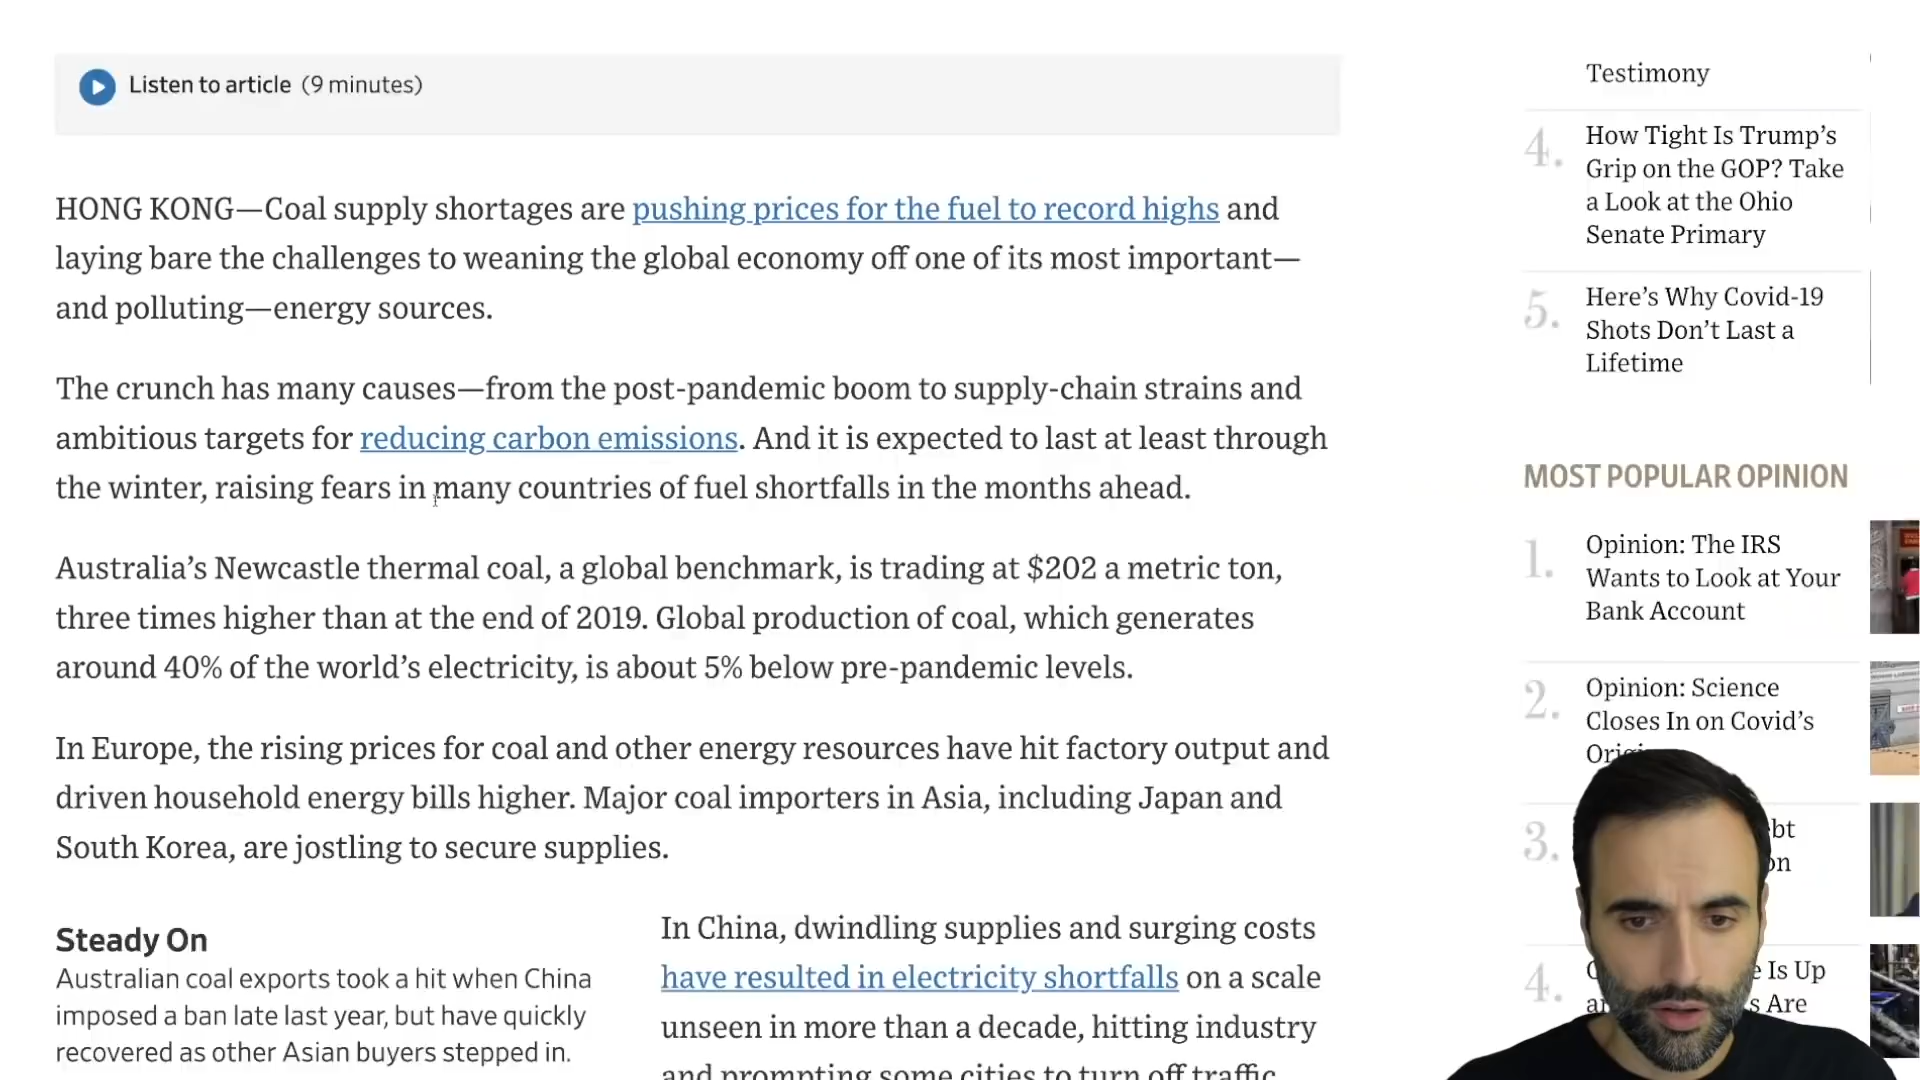 Listen to article (9 minutes)
HONG KONG—Coal supply shortages are pushing prices for the fuel to record highs and
laying bare the challenges to weaning the global economy off one of its most important—
and polluting—energy sources.
The crunch has many causes—from the post-pandemic boom to supply-chain strains and
ambitious targets for reducing carbon emissions. And it is expected to last at least through
the winter, raising fears in many countries of fuel shortfalls in the months ahead.
Australia’s Newcastle thermal coal, a global benchmark, is trading at $202 a metric ton,
three times higher than at the end of 2019. Global production of coal, which generates
around 40% of the world’s electricity, is about 5% below pre-pandemic levels.
In Europe, the rising prices for coal and other energy resources have hit factory output and
driven household energy bills higher. Major coal importers in Asia, including Japan and
South Korea, are jostling to secure supplies.
Steady On
Australian coal exports took a hit when China
imposed a ban late last year, but have quickly
recovered as other Asian buyers stepped in.
In China, dwindling supplies and surging costs
have resulted in electricity shortfalls on a scale
unseen in more than a decade, hitting industry
and prompting some cities to turn off traffic
Testimony
4.
How Tight Is Trump’s
Grip on the GOP? Take
a Look at the Ohio
Senate Primary
5.
Here’s Why Covid-19
Shots Don’t Last a
Lifetime
MOST POPULAR OPINION
1.
Opinion: The IRS
Wants to Look at Your
Bank Account
2.
Opinion: Science
Closes In on Covid’s
3.
4.
Is Up
Are